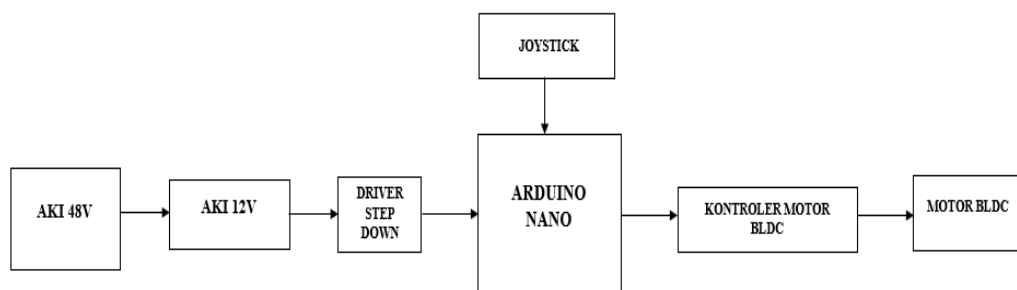 JOYSTICK
AKI 48V
AKI 12V
DRIVER
STEP
DOWN
ARDUINO
NANO
KONTROLER MOTOR
BLDC
MOTOR BLDC